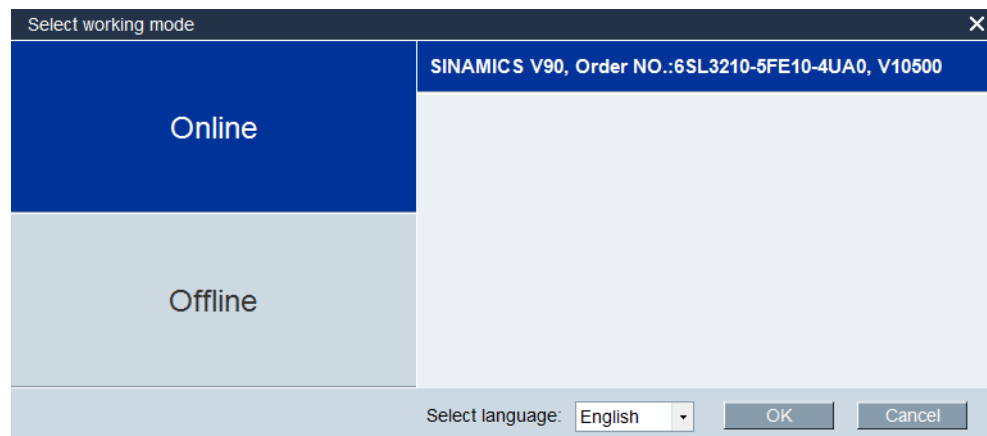 Select working mode
Online
SINAMICS V90, Order NO.:6SL3210-5FE10-4UA0, V10500
Offline
Select language: English OK Cancel